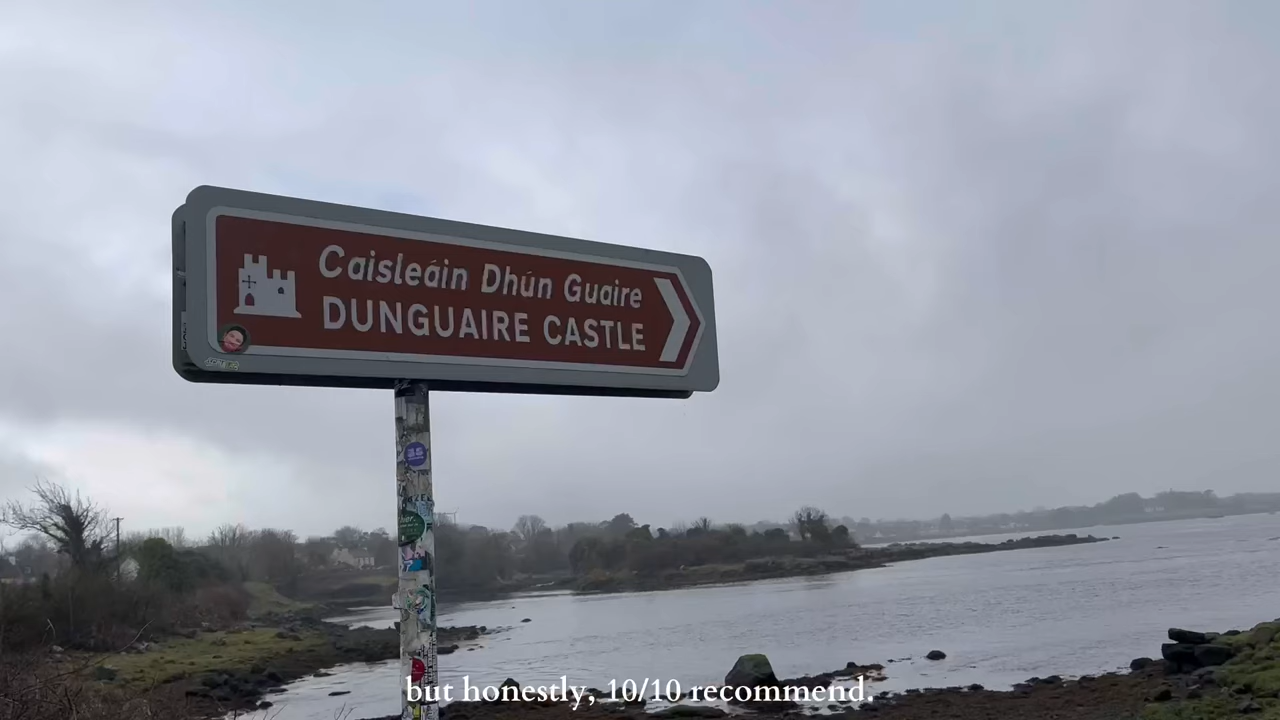 Caisleáin Dhún Guaire
DUNGUAIRE CASTLE
but honestly, 10/10 recommend.